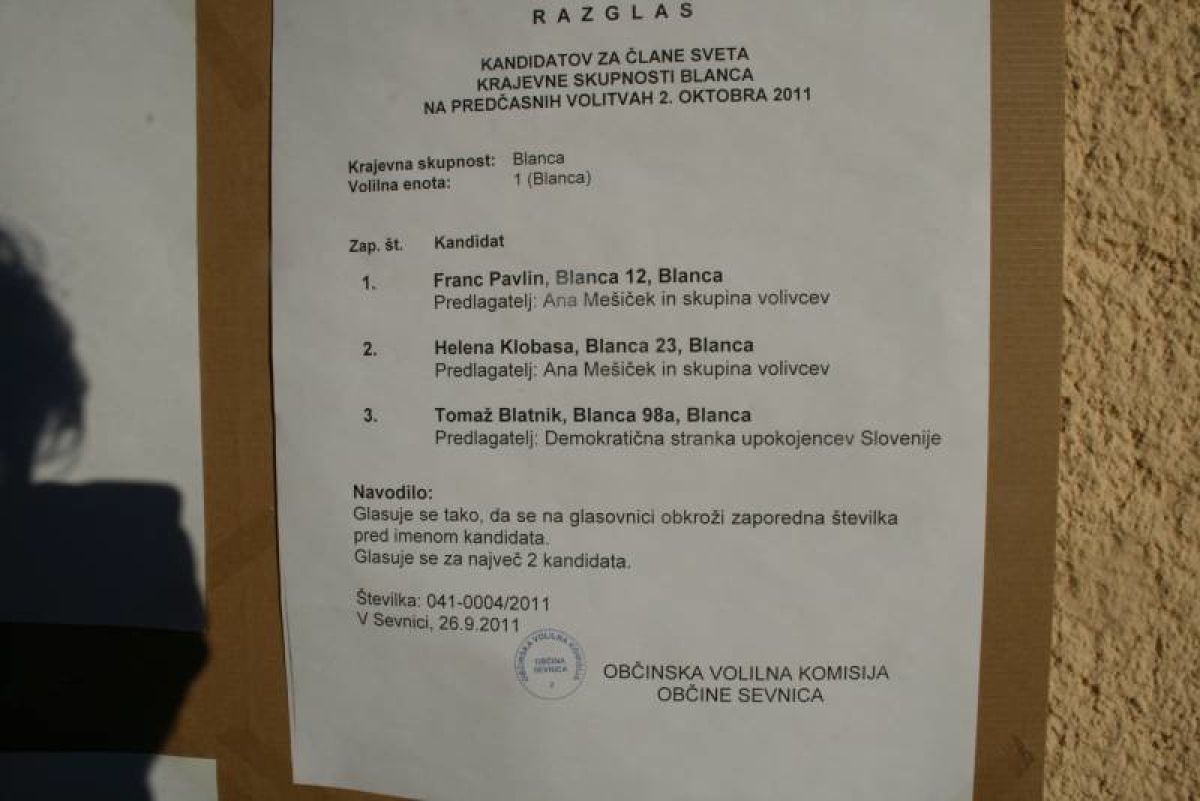 R A Z G L A S
KANDIDATOV ZA ČLANE SVETA
KRAJEVNE SKUPNOSTI BLANCA
NA PREDČASNIH VOLITVAH 2. OKTOBRA 2011
Krajevna skupnost: Blanca
Volilna enota: 1 (Blanca)
Zap. št. Kandidat
1. Franc Pavlin, Blanca 12, Blanca
Predlagatelj: Ana Mešiček in skupina volivcev
2. Helena Klobasa, Blanca 23, Blanca
Predlagatelj: Ana Mešiček in skupina volivcev
3. Tomaž Blatnik, Blanca 98a, Blanca
Predlagatelj: Demokratična stranka upokojencev Slovenije
Navodilo:
Glasuje se tako, da se na glasovnici obkroži zaporedna številka
pred imenom kandidata.
Glasuje se za največ 2 kandidata.
Številka: 041-0004/2011
V Sevnici, 26.9.2011
OBČINSKA VOLILNA KOMISIJA
OBČINA
SEVNICA
2
OBČINSKA VOLILNA KOMISIJA
OBČINE SEVNICA